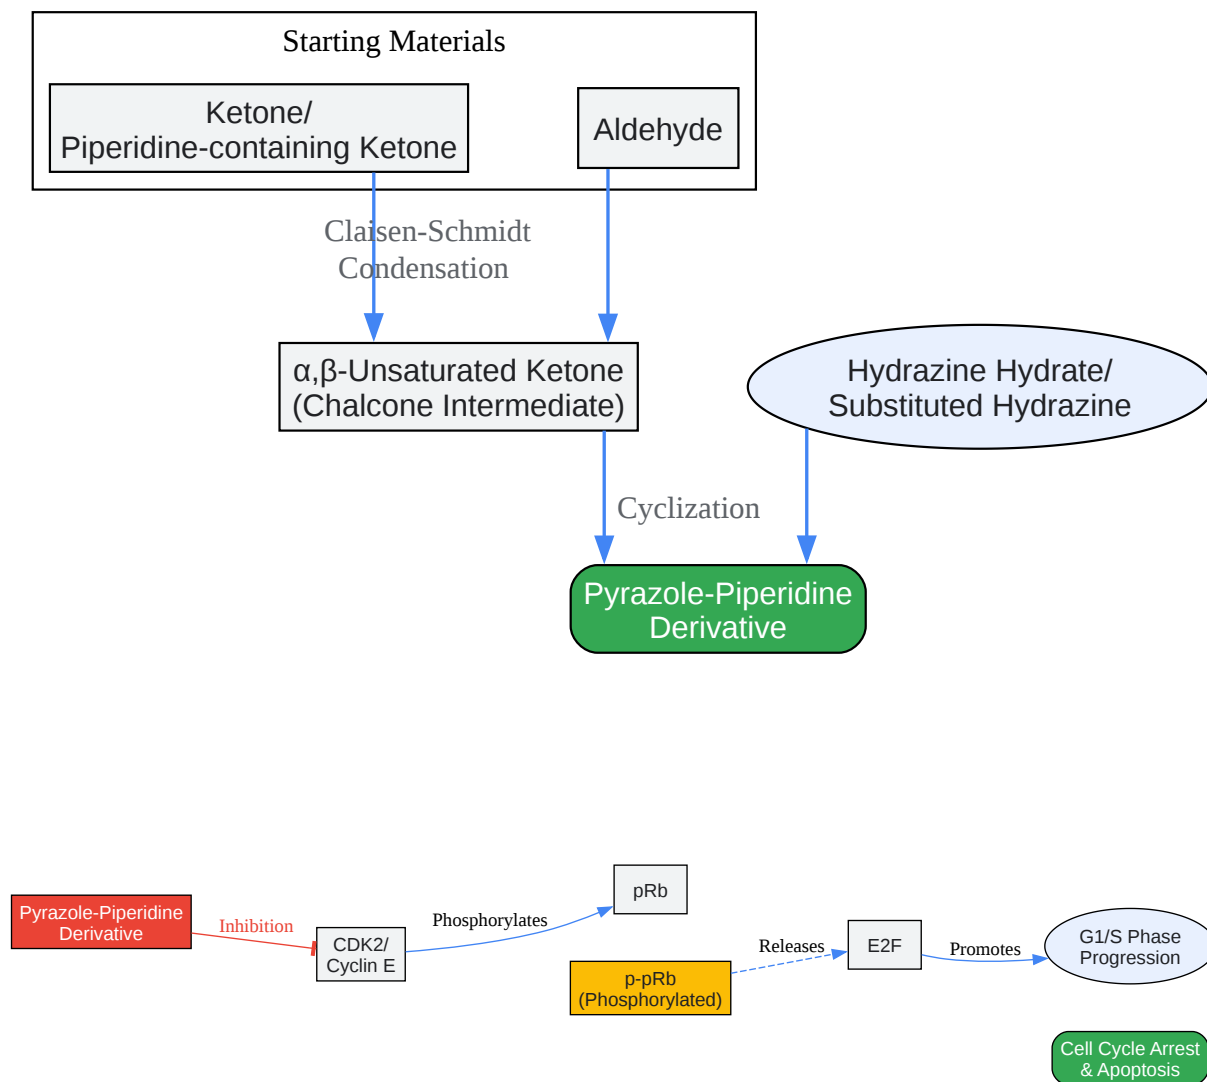 Starting Materials
Ketone/
Piperidine-containing Ketone
Aldehyde
Claisen-Schmidt
Condensation
α,β-Unsaturated Ketone
(Chalcone Intermediate)
Hydrazine Hydrate/
Substituted Hydrazine
Cyclization
Pyrazole-Piperidine
Derivative
Pyrazole-Piperidine
Derivative
Inhibition
CDK2/
Cyclin E
Phosphorylates
pRb
p-pRb
(Phosphorylated)
Releases
E2F
Promotes
G1/S Phase
Progression
Cell Cycle Arrest
& Apoptosis